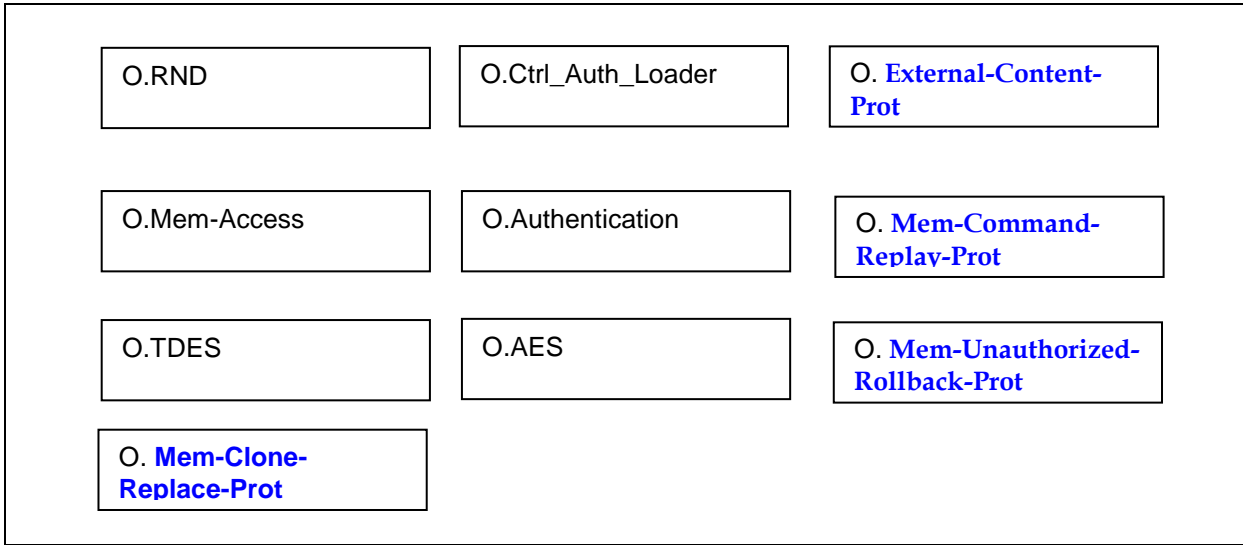 O.RND
O.Ctrl_Auth_Loader
O. External-Content-
Prot
O.Mem-Access
O.Authentication
O. Mem-Command-
Replay-Prot
O.TDES
O.AES
O. Mem-Unauthorized-
Rollback-Prot
O. Mem-Clone-
Replace-Prot